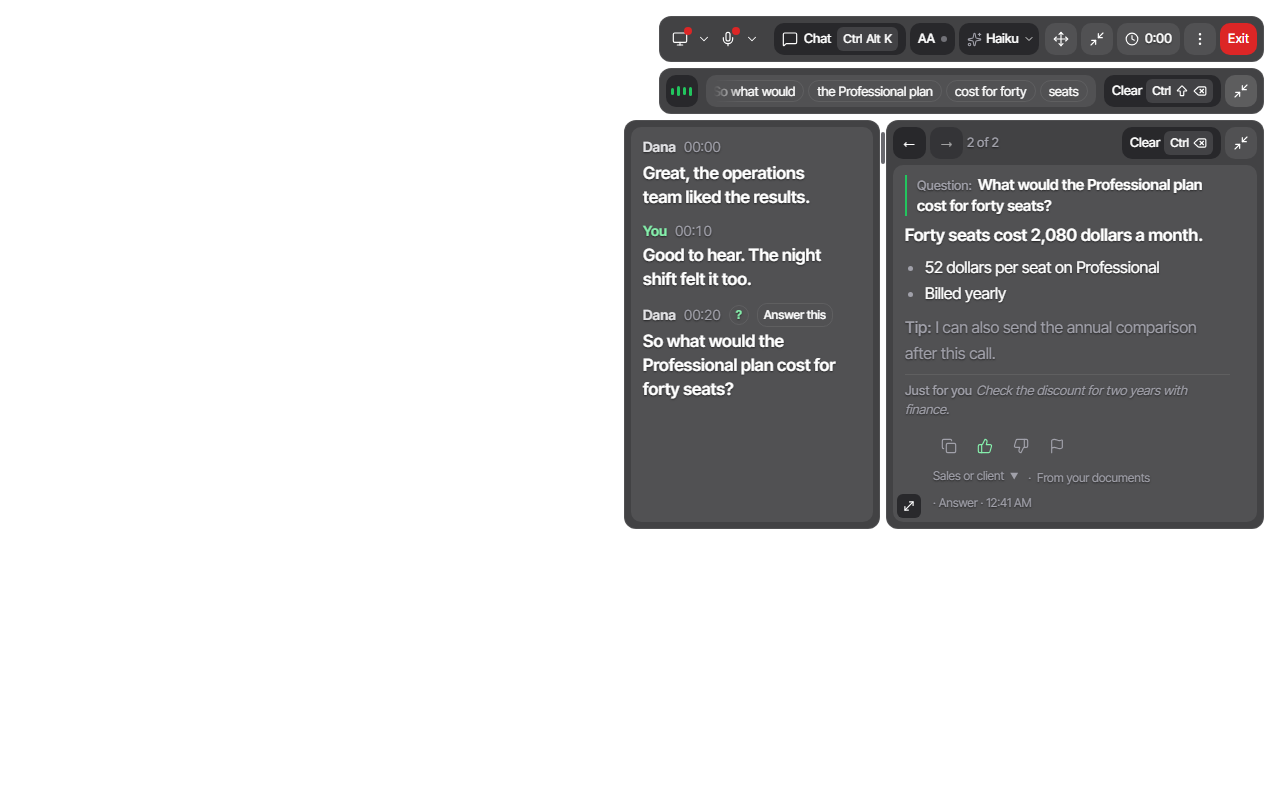 Chat Ctrl Alt K AA Haiku 0:00 Exit
So what would the Professional plan cost for forty seats Clear Ctrl
Dana 00:00
Great, the operations
team liked the results.
You 00:10
Good to hear. The night
shift felt it too.
Dana 00:20 ? Answer this
So what would the
Professional plan cost for
forty seats?
← → 2 of 2 Clear Ctrl
Question: What would the Professional plan
cost for forty seats?
Forty seats cost 2,080 dollars a month.
• 52 dollars per seat on Professional
• Billed yearly
Tip: I can also send the annual comparison
after this call.
Just for you Check the discount for two years with
finance.
Sales or client ▼ · From your documents
· Answer · 12:41 AM